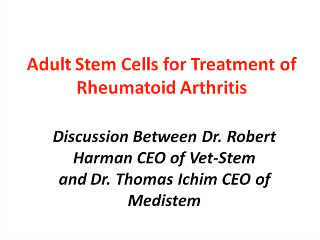 Adult Stem Cells for Treatment of
Rheumatoid Arthritis
Discussion Between Dr. Robert
Harman CEO of Vet-Stem
and Dr. Thomas Ichim CEO of
Medistem